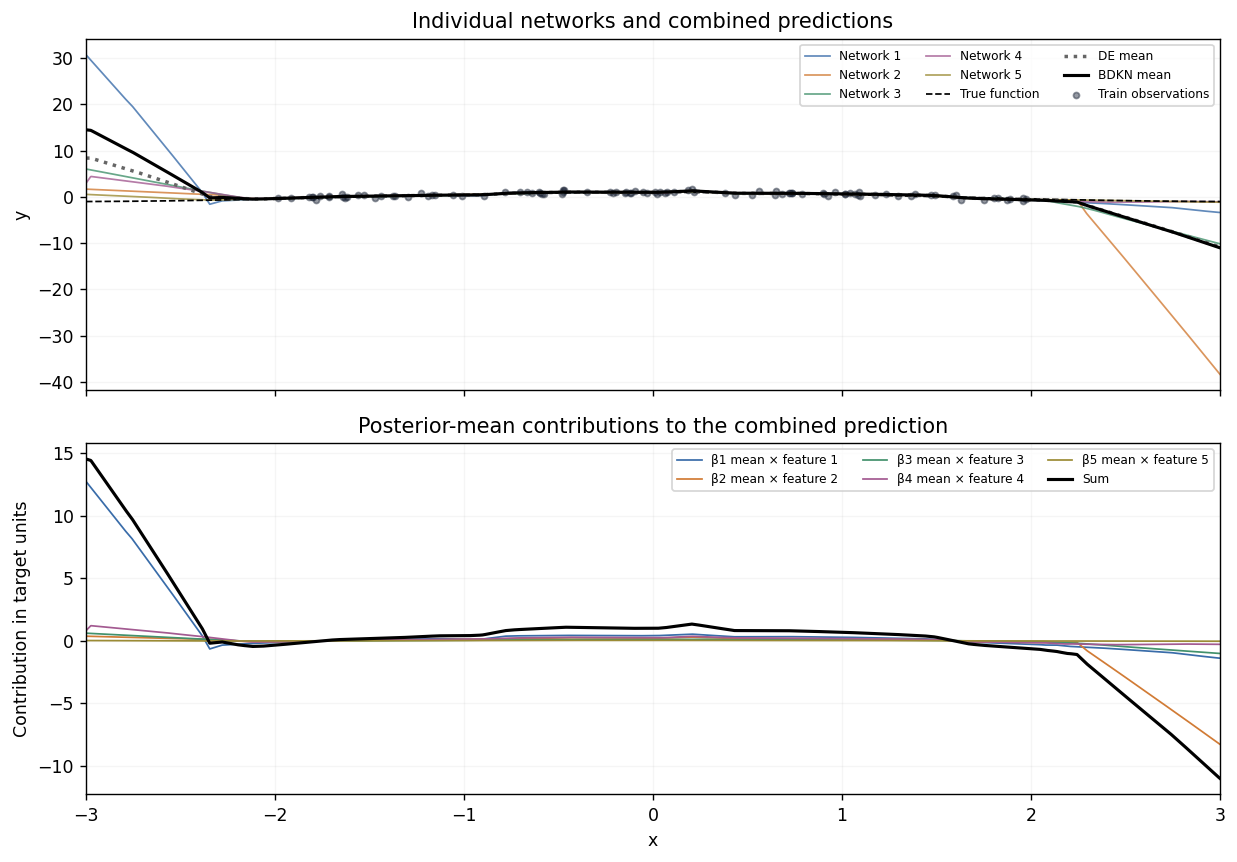 Individual networks and combined predictions
30
20
10
0
−10
−20
−30
−40
y
Network 1
Network 2
Network 3
Network 4
Network 5
True function
DE mean
BDKN mean
Train observations
Posterior-mean contributions to the combined prediction
15
10
5
0
−5
−10
Contribution in target units
β1 mean × feature 1
β2 mean × feature 2
β3 mean × feature 3
β4 mean × feature 4
β5 mean × feature 5
Sum
−3 −2 −1 0 1 2 3
x